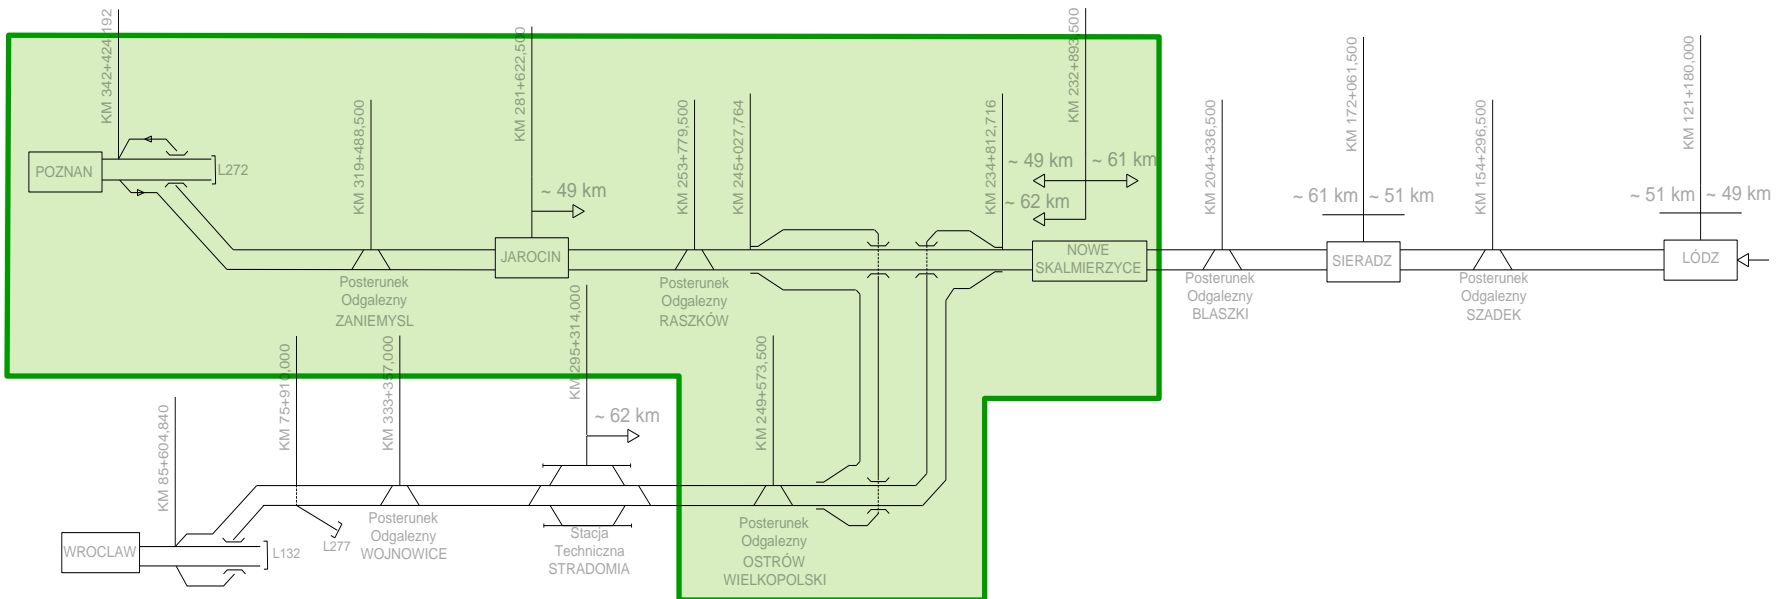 KM 342+424,192
KM 281+622,500
KM 232+893,500
KM 319+488,500
KM 253+779,500
KM 245+027,764
KM 234+812,716
KM 204+336,500
KM 172+061,500
KM 154+296,500
KM 121+180,000
POZNAN
L272
~ 49 km
~ 49 km
~ 61 km
~ 62 km
~ 61 km
~ 51 km
~ 51 km
~ 49 km
JAROCIN
NOWE
SKALMIERZYCE
SIERADZ
LÓDZ
Posterunek
Odgalezny
ZANIEMYSL
Posterunek
Odgalezny
RASZKÓW
Posterunek
Odgalezny
BLASZKI
Posterunek
Odgalezny
SZADEK
KM 85+604,840
KM 75+910,000
KM 333+357,000
KM 295+314,000
KM 249+573,500
~ 62 km
WROCLAW
L132
L277
Posterunek
Odgalezny
WOJNOWICE
Stacja
Techniczna
STRADOMIA
Posterunek
Odgalezny
OSTRÓW
WIELKOPOLSKI